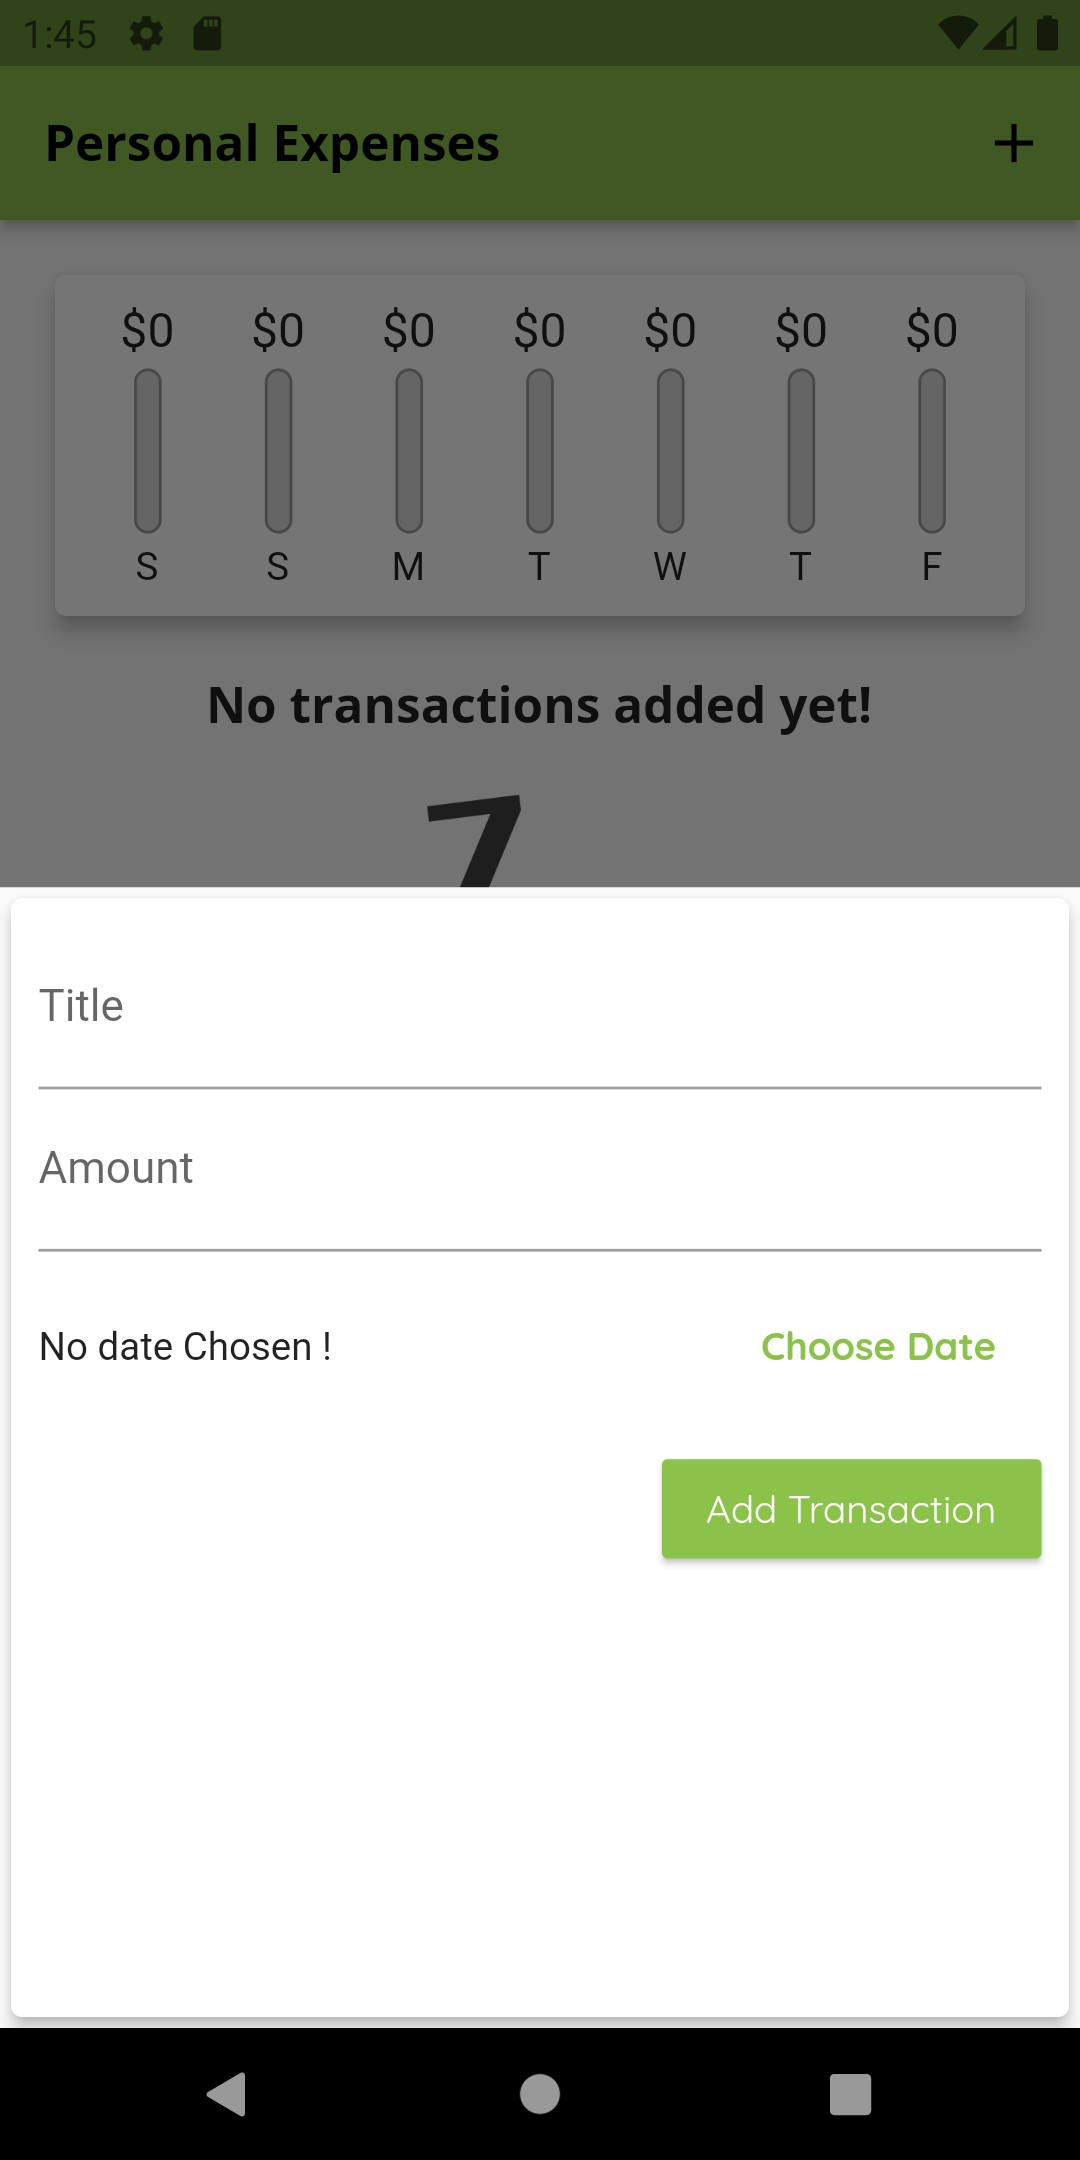 1:45
Personal Expenses +
$0 $0 $0 $0 $0 $0 $0
S S M T W T F
No transactions added yet!
Title
Amount
No date Chosen ! Choose Date
Add Transaction